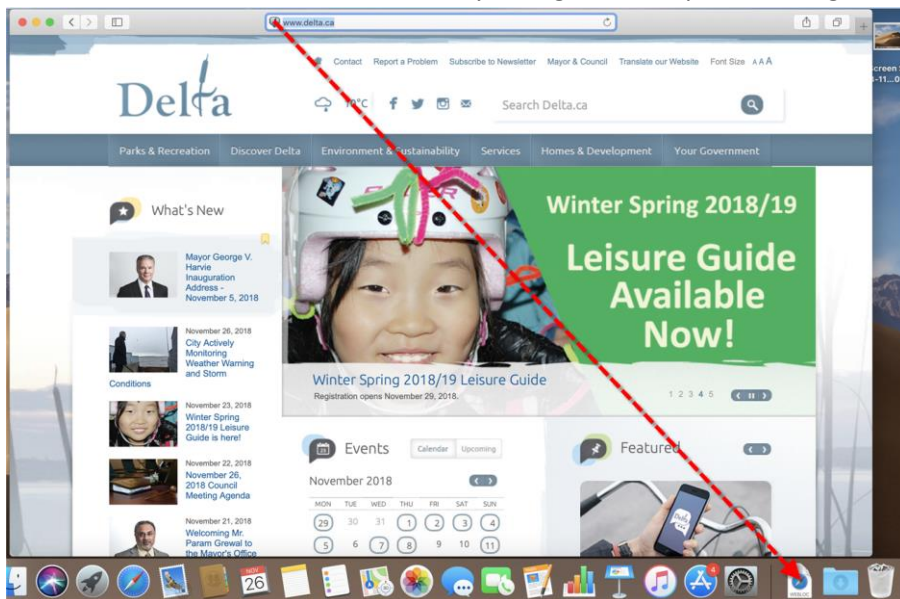 www.delta.ca
Contact Report a Problem Subscribe to Newsletter Mayor & Council Translate our Website Font Size A A A
Screen
Delta
10°C
Search Delta.ca
Parks & Recreation Discover Delta Environment & Sustainability Services Homes & Development Your Government
What's New
Mayor George V.
Harvie
Inauguration
Address -
November 5, 2018
November 26, 2018
City Actively
Monitoring
Weather Warning
and Storm
Conditions
November 23, 2018
Winter Spring
2018/19 Leisure
Guide is here!
November 22, 2018
November 26,
2018 Council
Meeting Agenda
November 21, 2018
Welcoming Mr.
Param Grewal to
the Mayor's Office
Winter Spring 2018/19
Leisure Guide
Available
Now!
Winter Spring 2018/19 Leisure Guide
Registration opens November 29, 2018.
1 2 3 4 5
Events
Calendar Upcoming
November 2018
MON TUE WED THU FRI SAT SUN
29 30 31 1 2 3 4
5 6 7 8 9 10 11
Featured
Delta
NOV
26
4
WEBLOC